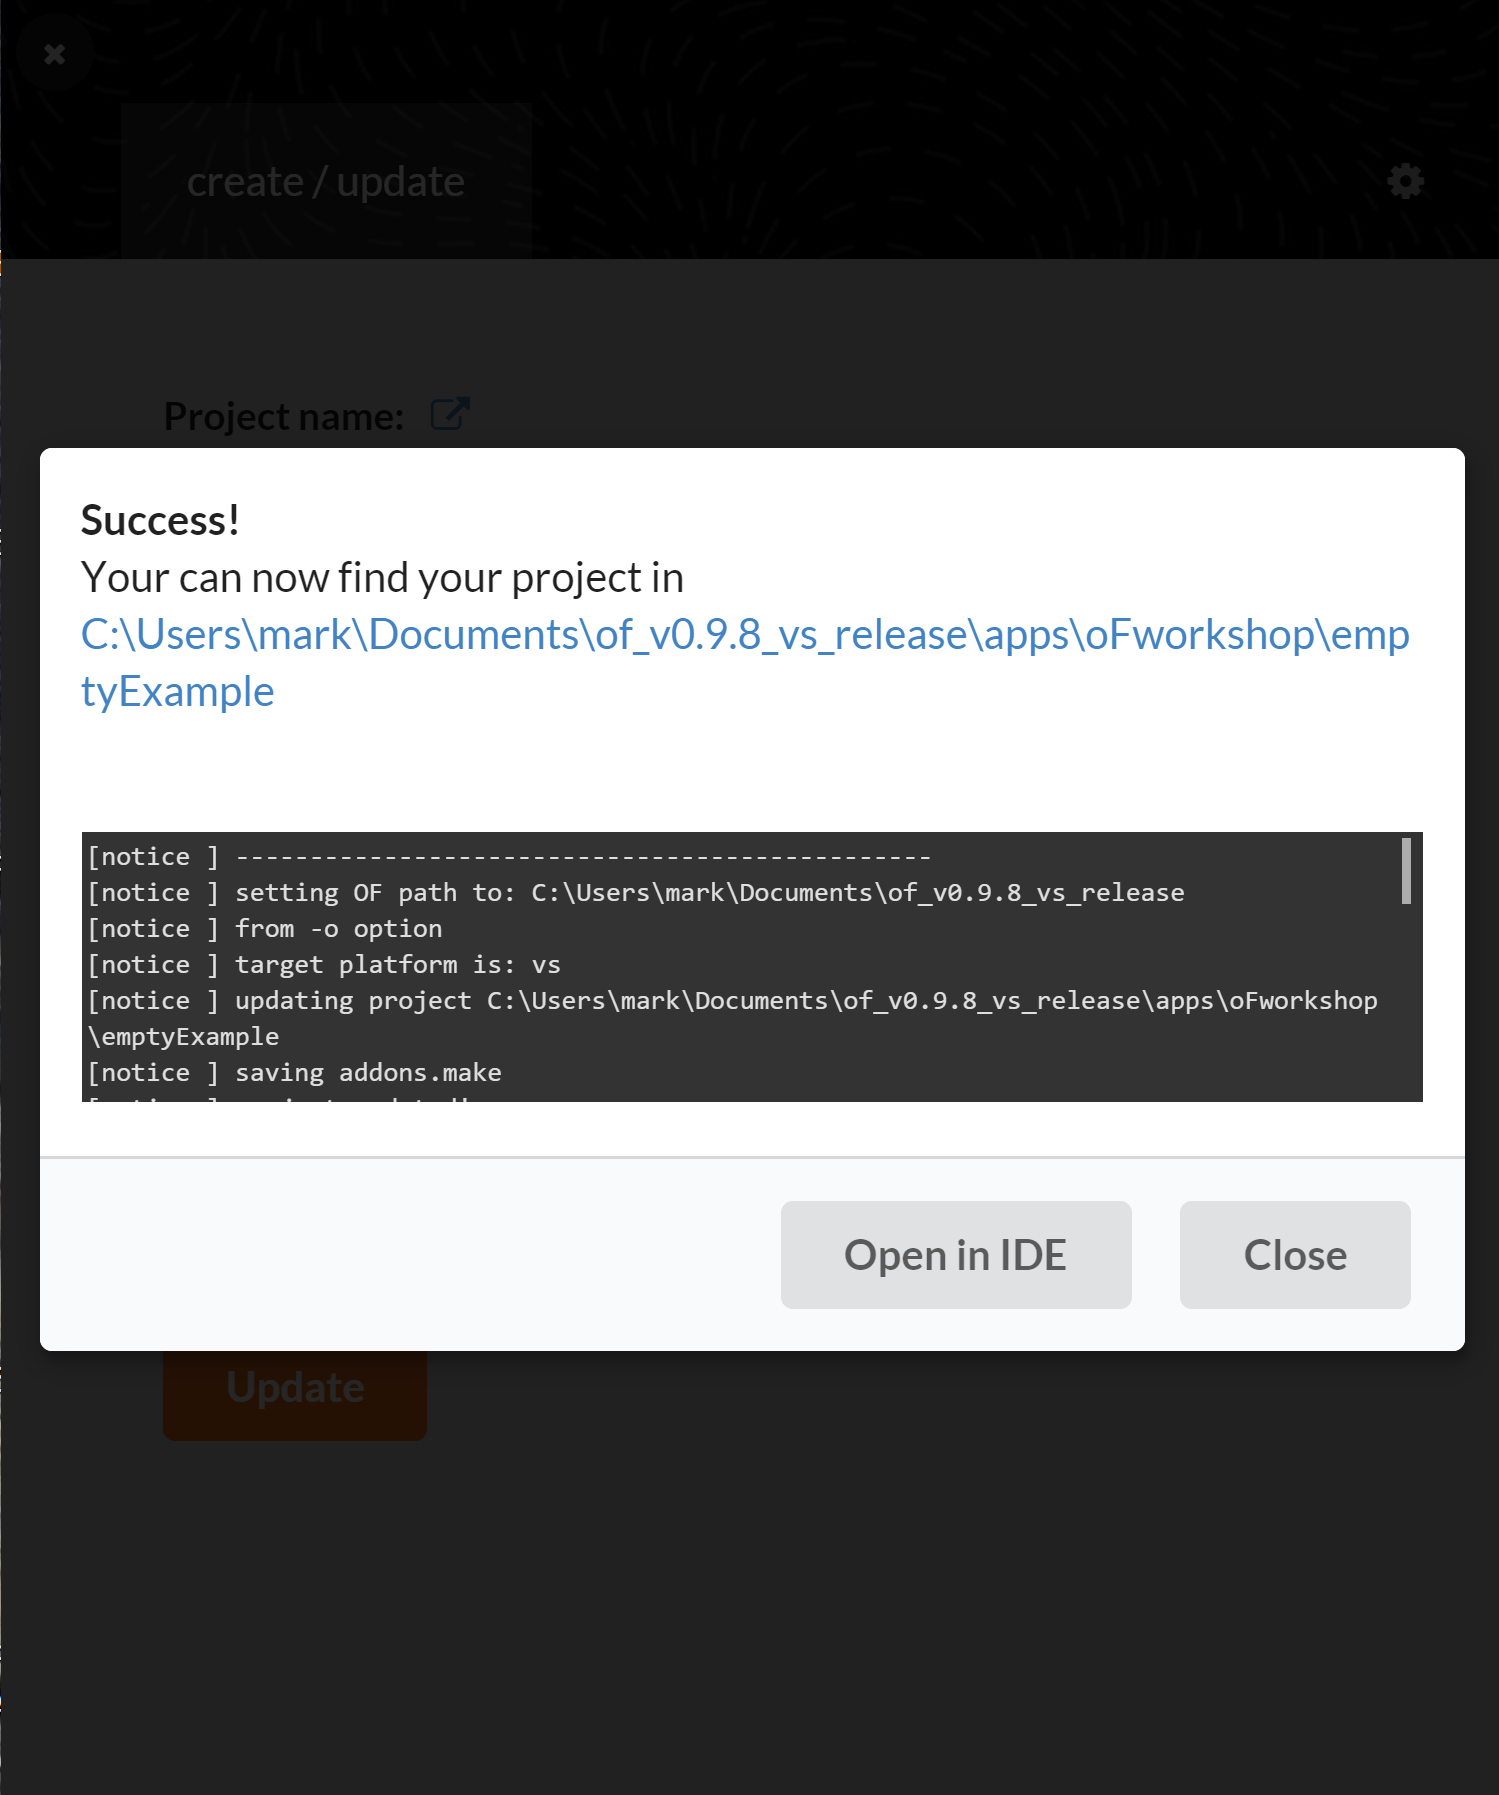 create / update
Project name:
Success!
Your can now find your project in
C:\Users\mark\Documents\of_v0.9.8_vs_release\apps\oFworkshop\emp
tyExample
[notice ] -----------------------------------------------
[notice ] setting OF path to: C:\Users\mark\Documents\of_v0.9.8_vs_release
[notice ] from -o option
[notice ] target platform is: vs
[notice ] updating project C:\Users\mark\Documents\of_v0.9.8_vs_release\apps\oFworkshop
\emptyExample
[notice ] saving addons.make
Open in IDE
Close
Update